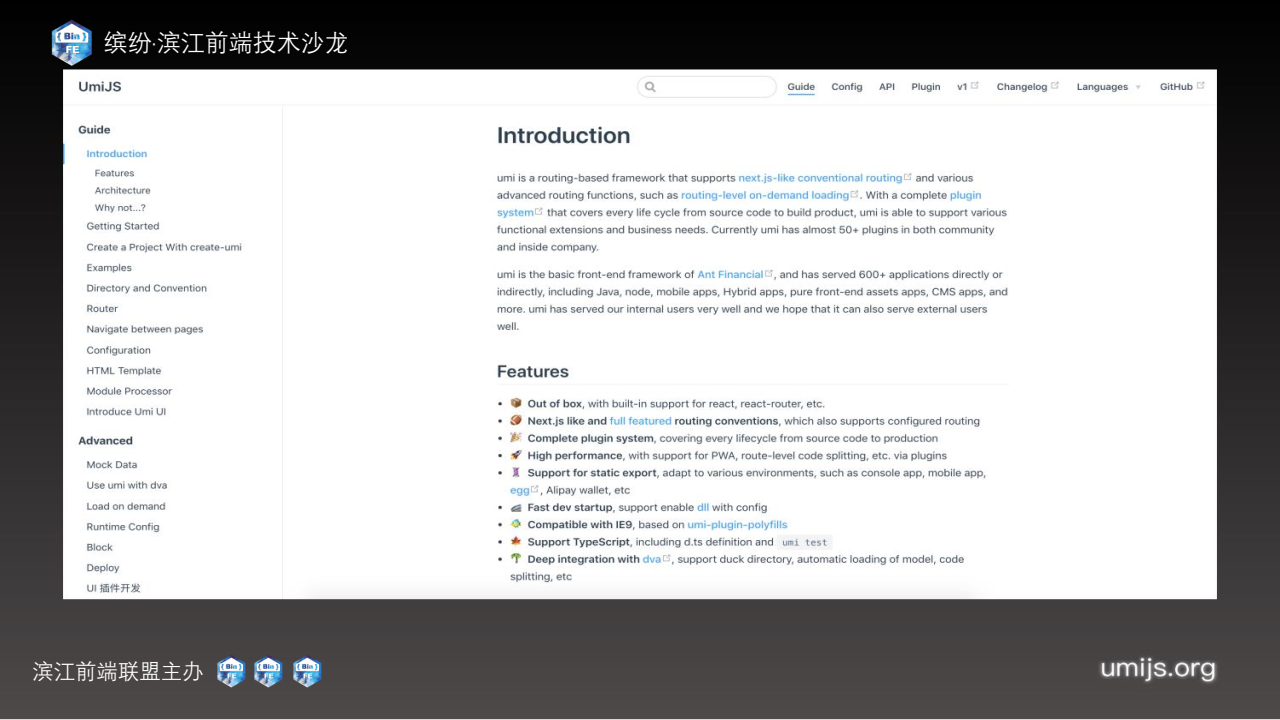 { Bin }
FE
缤纷·滨江前端技术沙龙
UmiJS
Guide
Config
API
Plugin
v1
Changelog
Languages
GitHub
Guide
Introduction
Features
Architecture
Why not...?
Getting Started
Create a Project With create-umi
Examples
Directory and Convention
Router
Navigate between pages
Configuration
HTML Template
Module Processor
Introduce Umi UI
Advanced
Mock Data
Use umi with dva
Load on demand
Runtime Config
Block
Deploy
UI 插件开发
Introduction
umi is a routing-based framework that supports next.js-like conventional routing and various
advanced routing functions, such as routing-level on-demand loading. With a complete plugin
system that covers every life cycle from source code to build product, umi is able to support various
functional extensions and business needs. Currently umi has almost 50+ plugins in both community
and inside company.
umi is the basic front-end framework of Ant Financial, and has served 600+ applications directly or
indirectly, including Java, node, mobile apps, Hybrid apps, pure front-end assets apps, CMS apps, and
more. umi has served our internal users very well and we hope that it can also serve external users
well.
Features
• 📦 Out of box, with built-in support for react, react-router, etc.
• 🏈 Next.js like and full featured routing conventions, which also supports configured routing
• 🎉 Complete plugin system, covering every lifecycle from source code to production
• 🚀 High performance, with support for PWA, route-level code splitting, etc. via plugins
• 👖 Support for static export, adapt to various environments, such as console app, mobile app,
egg, Alipay wallet, etc
• 🚄 Fast dev startup, support enable dll with config
• 🐠 Compatible with IE9, based on umi-plugin-polyfills
• 🍁 Support TypeScript, including d.ts definition and umi test
• 🌴 Deep integration with dva, support duck directory, automatic loading of model, code
splitting, etc
滨江前端联盟主办
{ Bin }
FE
{ Bin }
FE
{ Bin }
FE
umijs.org